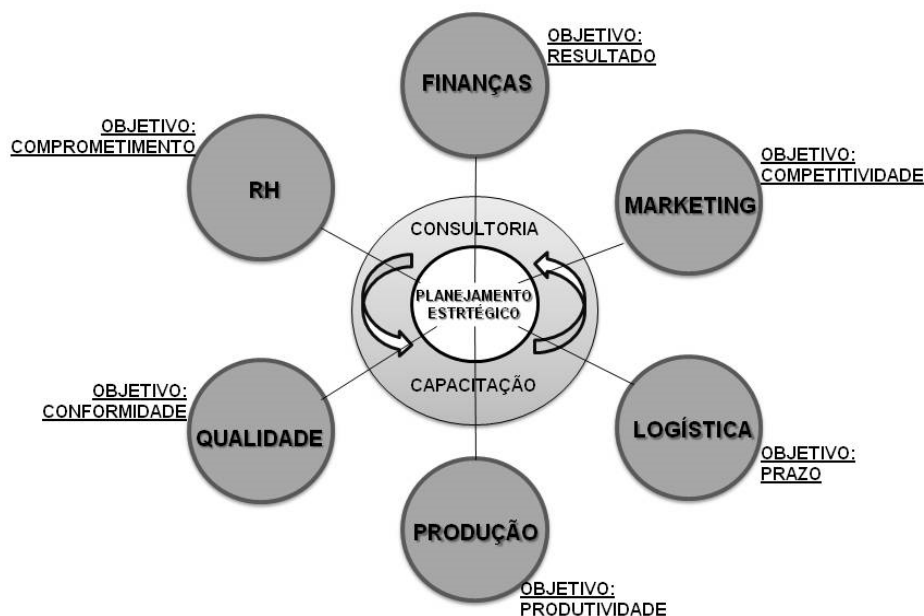 OBJETIVO:
RESULTADO
FINANÇAS
OBJETIVO:
COMPROMETIMENTO
RH
OBJETIVO:
COMPETITIVIDADE
MARKETING
CONSULTORIA
PLANEJAMENTO
ESTRTÉGICO
CAPACITAÇÃO
OBJETIVO:
CONFORMIDADE
QUALIDADE
LOGÍSTICA
OBJETIVO:
PRAZO
PRODUÇÃO
OBJETIVO:
PRODUTIVIDADE